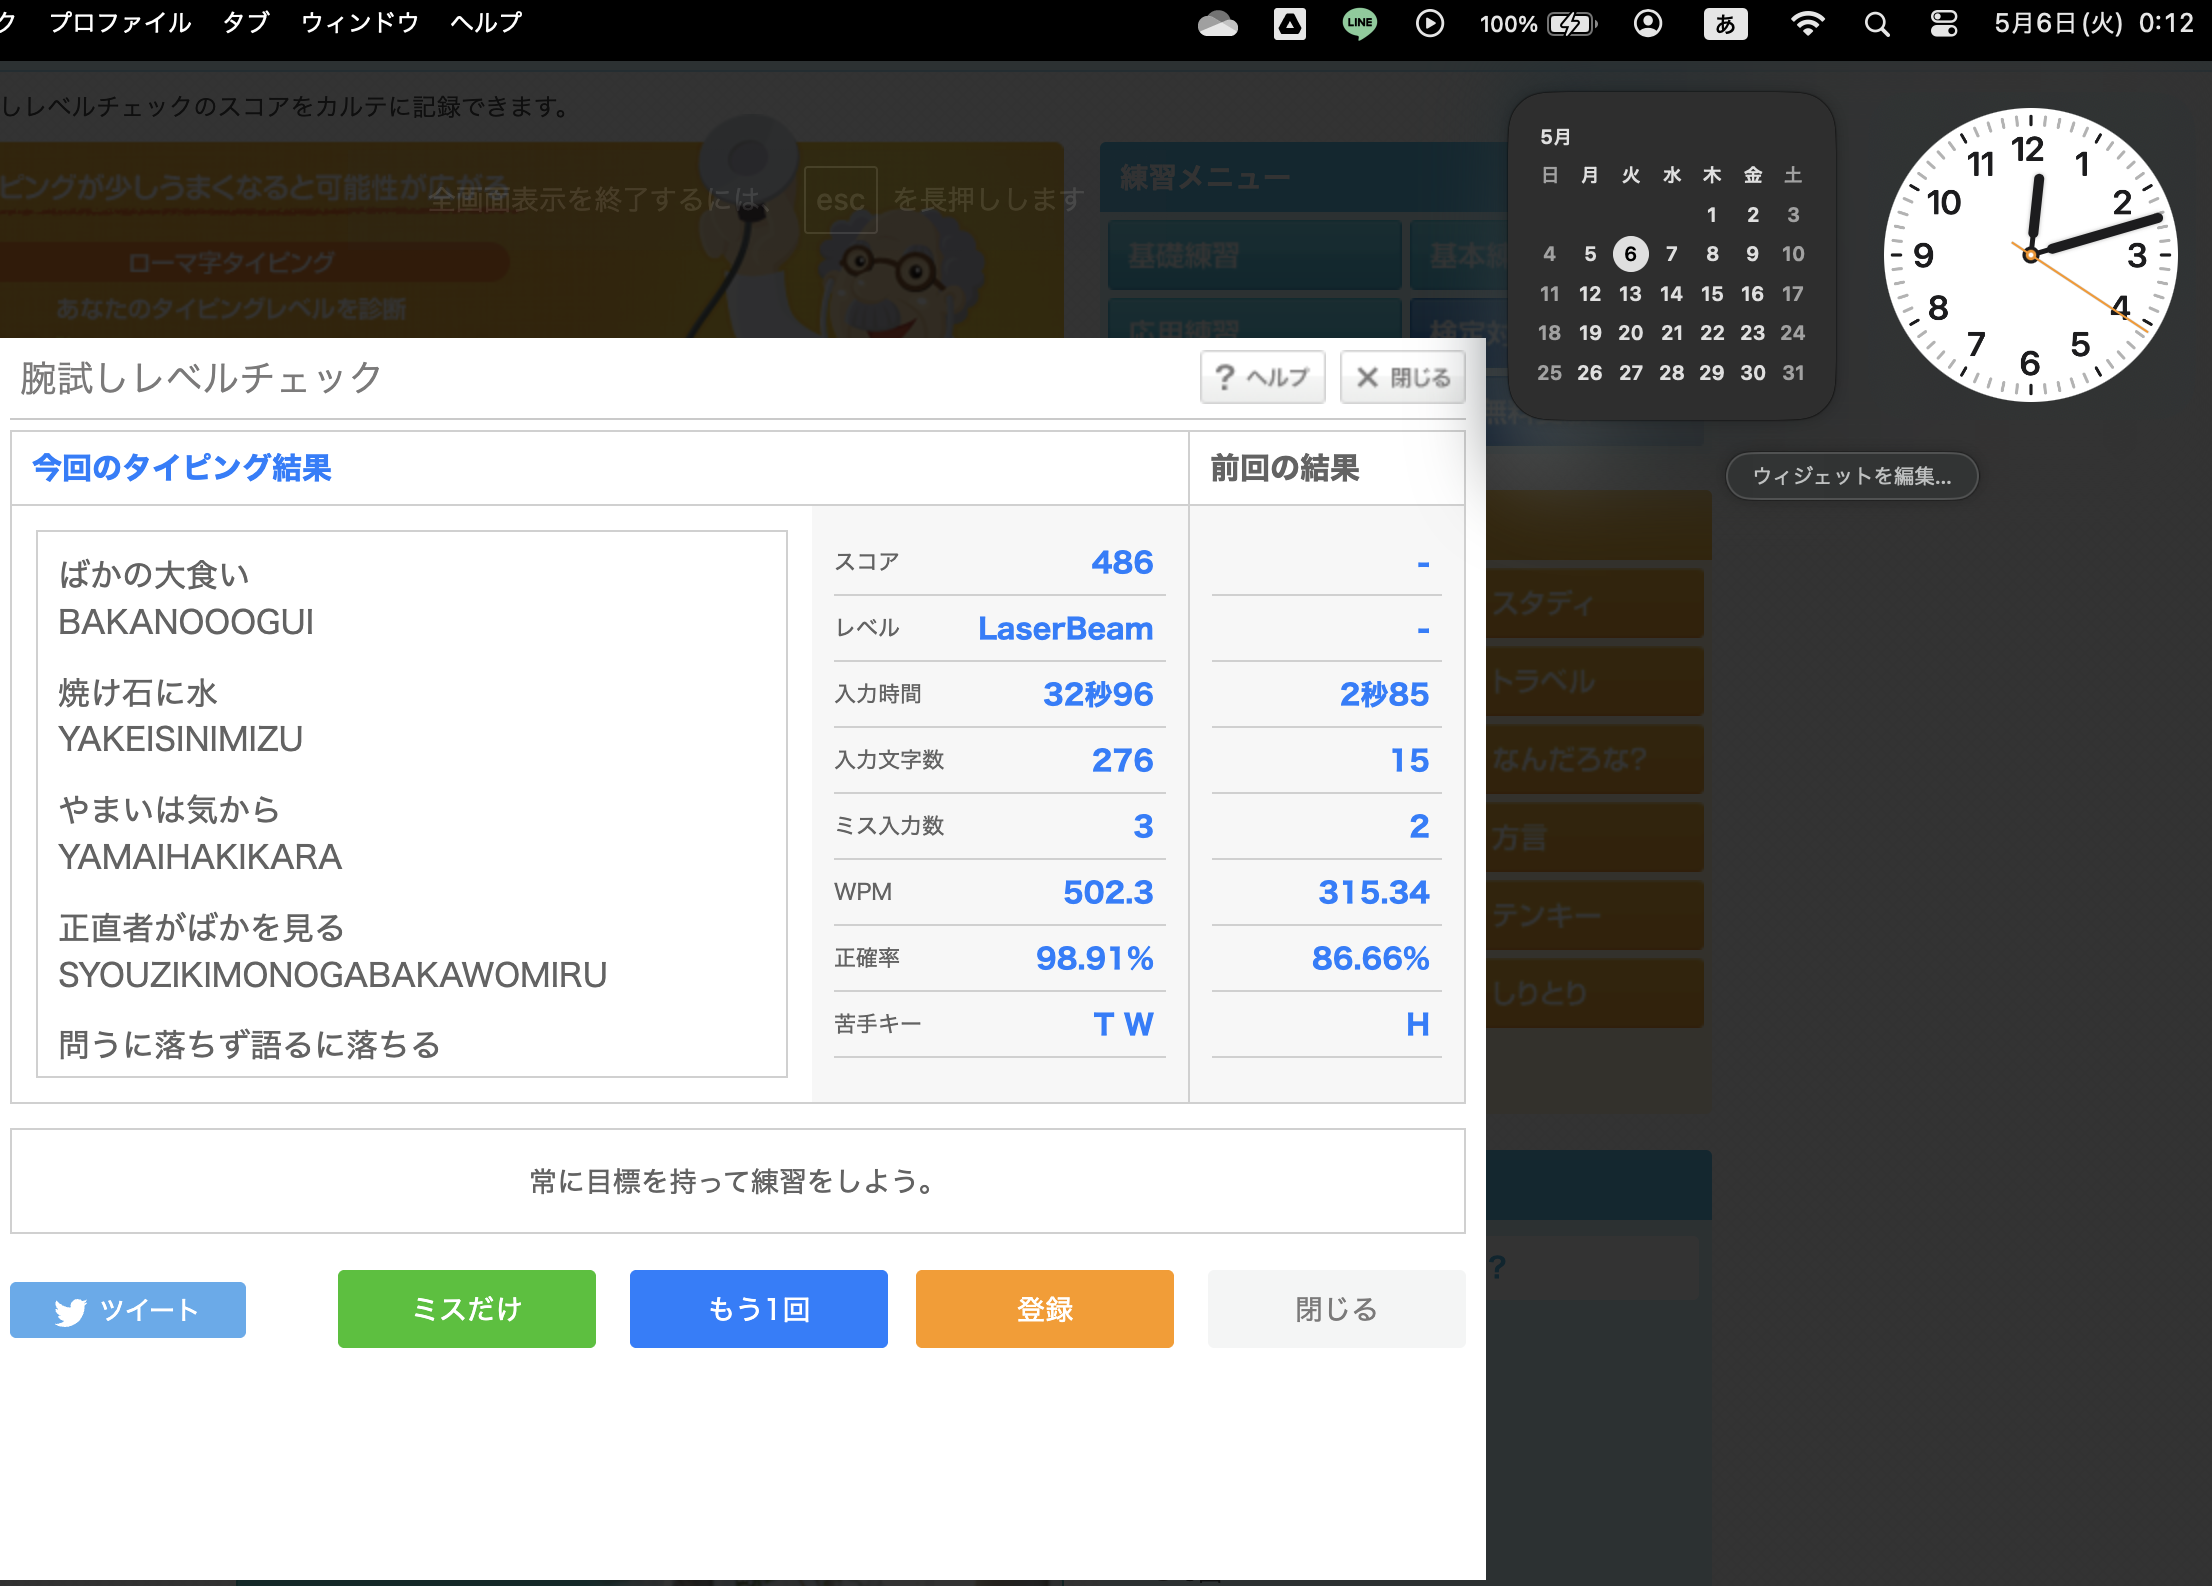 ク プロファイル タブ ウィンドウ ヘルプ LINE 100% あ 5月6日(火) 0:12
しレベルチェックのスコアをカルテに記録できます。
ピングが少しうまくなると可能性が広がる
全画面表示を終了するには、 esc を長押しします
ローマ字タイピング
あなたのタイピングレベルを診断
練習メニュー
基礎練習 基本
応用練習 検定対
5月
日 月 火 水 木 金 土
1 2 3
4 5 6 7 8 9 10
11 12 13 14 15 16 17
18 19 20 21 22 23 24
25 26 27 28 29 30 31
12 1 2 3 4 5 6 7 8 9 10 11
ウィジェットを編集...
腕試しレベルチェック ? ヘルプ × 閉じる
今回のタイピング結果 前回の結果
ばかの大食い
BAKANOOOGUI
焼け石に水
YAKEISINIMIZU
やまいは気から
YAMAIHAKIKARA
正直者がばかを見る
SYOUZIKIMONOGABAKAWOMIRU
問うに落ちず語るに落ちる
スコア 486 -
レベル LaserBeam -
入力時間 32秒96 2秒85
入力文字数 276 15
ミス入力数 3 2
WPM 502.3 315.34
正確率 98.91% 86.66%
苦手キー T W H
スタディ
トラベル
なんだろな?
方言
テンキー
しりとり
?
常に目標を持って練習をしよう。
ツイート ミスだけ もう1回 登録 閉じる